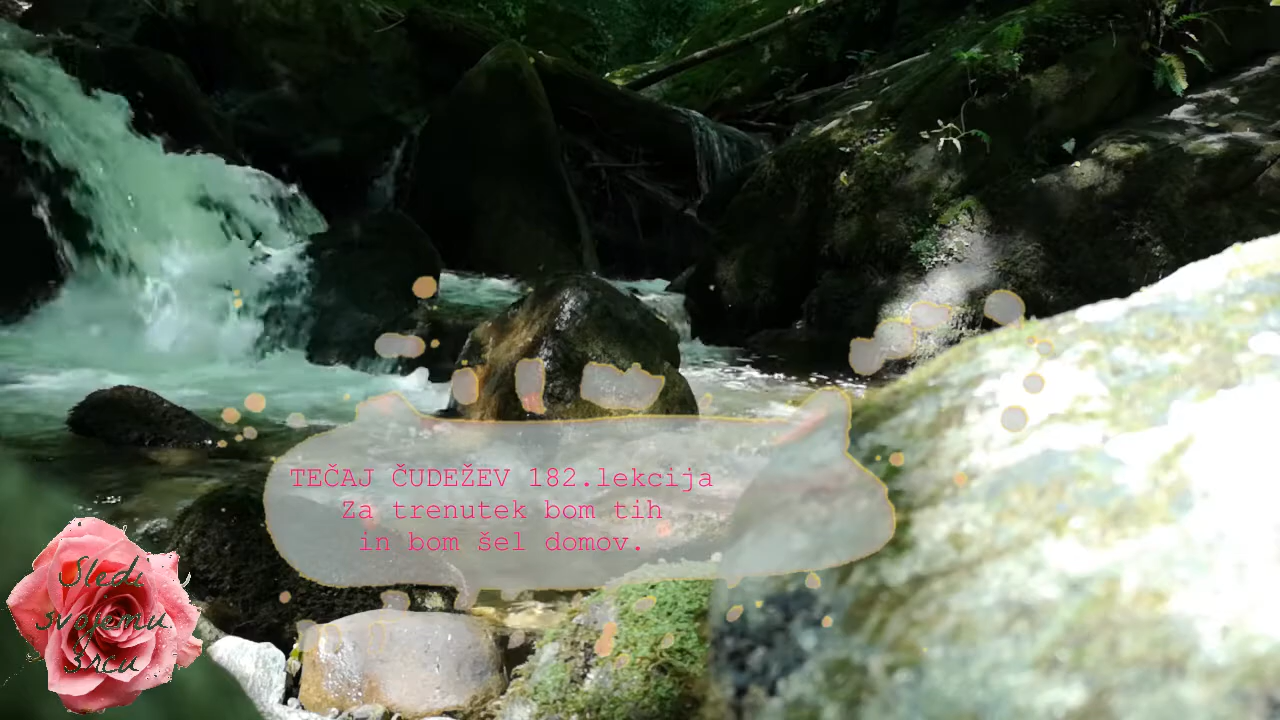 TEČAJ ČUDEŽEV 182.lekcija
Za trenutek bom tih
in bom šel domov.
Sledi
svojemu
srcu